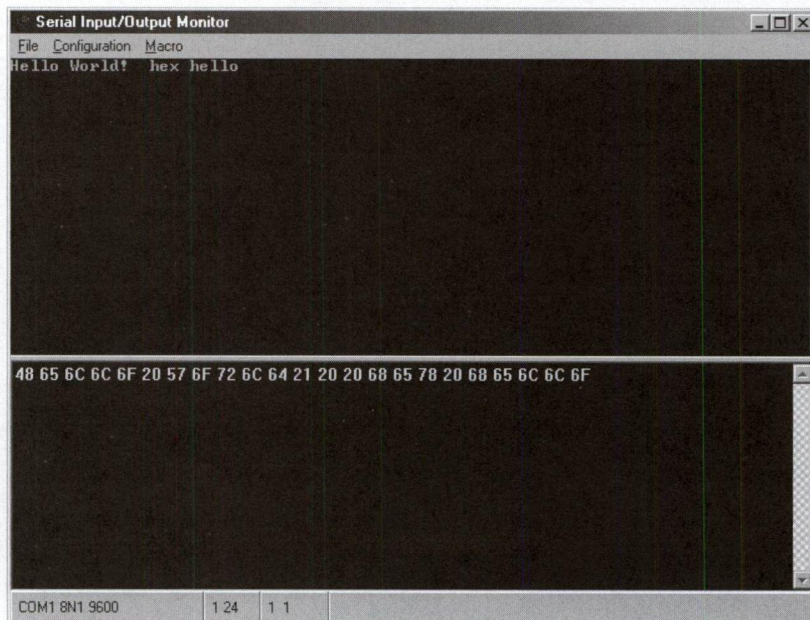 Serial Input/Output Monitor
File Configuration Macro
Hello World!  hex hello
48 65 6C 6C 6F 20 57 6F 72 6C 64 21 20 20 68 65 78 20 68 65 6C 6C 6F
COM1 8N1 9600 1 24 1 1